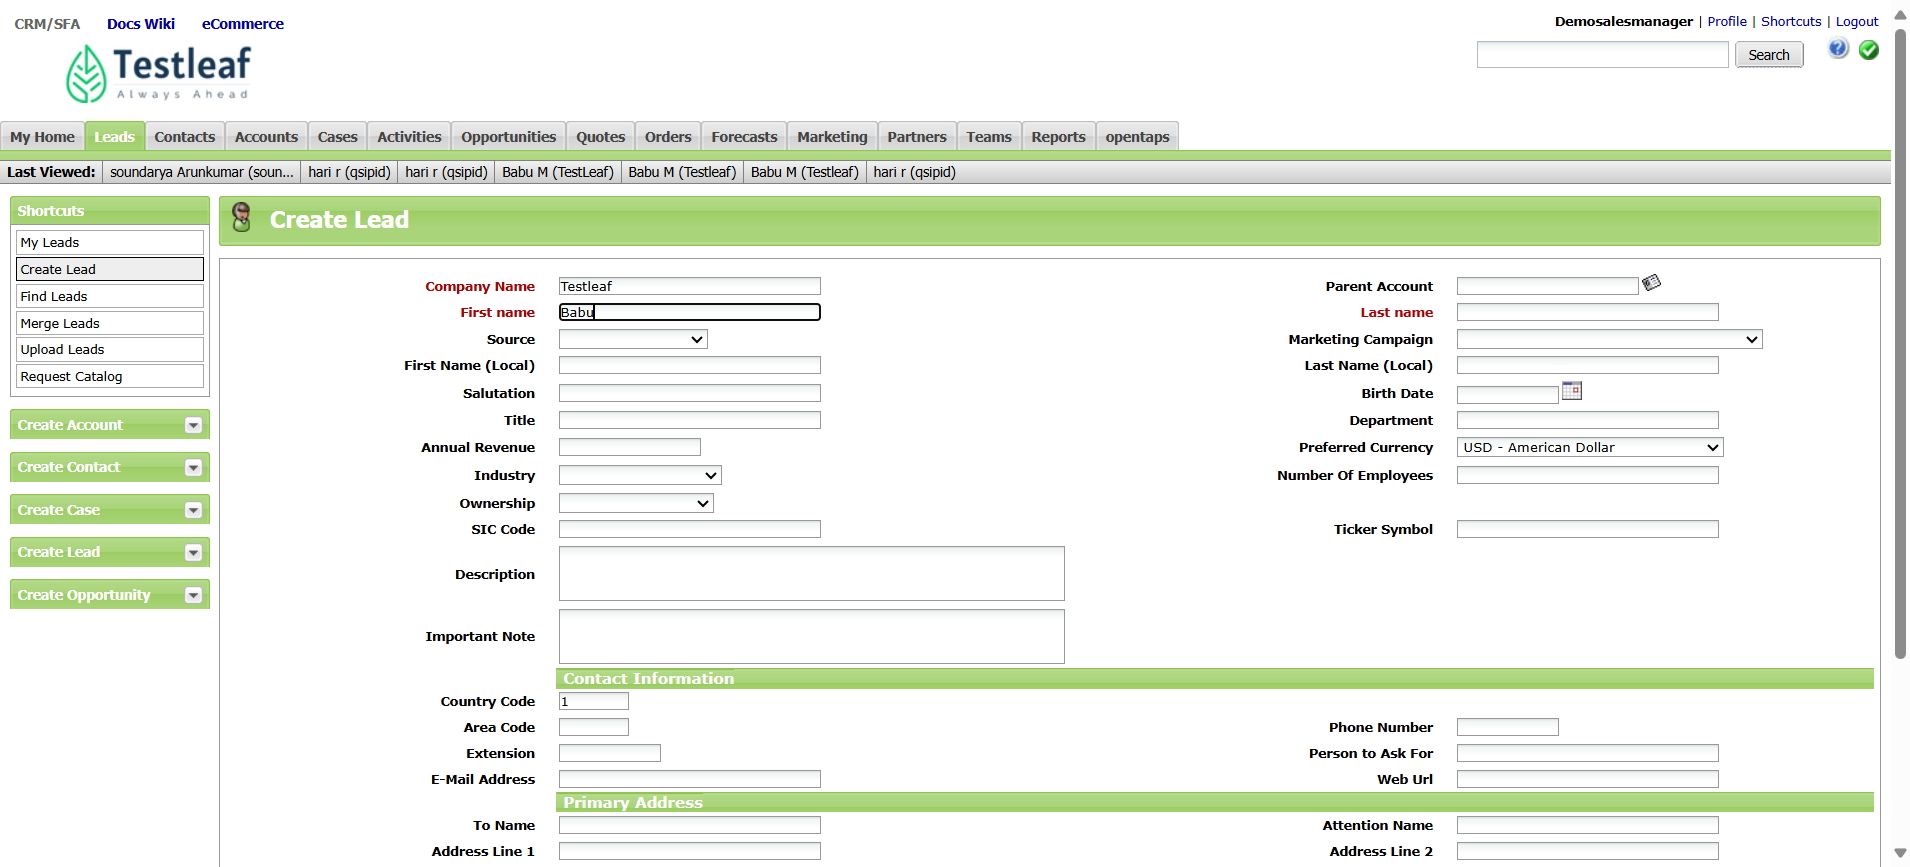 CRM/SFA Docs Wiki eCommerce
Demosalesmanager | Profile | Shortcuts | Logout
Testleaf
Always Ahead
Search
My Home Leads Contacts Accounts Cases Activities Opportunities Quotes Orders Forecasts Marketing Partners Teams Reports opentaps
Last Viewed: soundarya Arunkumar (soun... hari r (qsipid) hari r (qsipid) Babu M (TestLeaf) Babu M (Testleaf) Babu M (Testleaf) hari r (qsipid)
Shortcuts
My Leads
Create Lead
Find Leads
Merge Leads
Upload Leads
Request Catalog
Create Account
Create Contact
Create Case
Create Lead
Create Opportunity
Create Lead
Company Name Testleaf Parent Account
First name Babu Last name
Source Marketing Campaign
First Name (Local) Last Name (Local)
Salutation Birth Date
Title Department
Annual Revenue Preferred Currency USD - American Dollar
Industry Number Of Employees
Ownership
SIC Code Ticker Symbol
Description
Important Note
Contact Information
Country Code 1
Area Code Phone Number
Extension Person to Ask For
E-Mail Address Web Url
Primary Address
To Name Attention Name
Address Line 1 Address Line 2